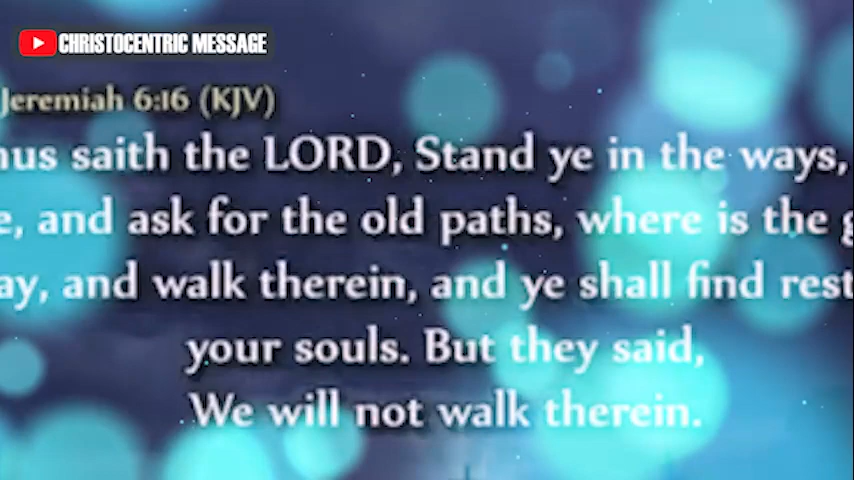 CHRISTOCENTRIC MESSAGE
Jeremiah 6:16 (KJV)
saith the LORD, Stand ye in the ways,
and ask for the old paths, where is the
and walk therein, and ye shall find rest
your souls. But they said,
We will not walk therein.